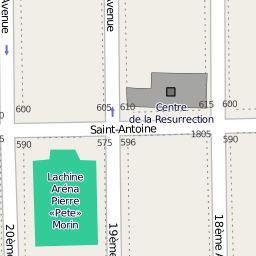 Avenue
Avenue
600
605
610
615
600
Centre
de la Resurrection
Saint-Antoine
590
575
596
1805
590
Lachine
Aréna
Pierre
«Pete»
Morin
20ème
19ème
18ème A